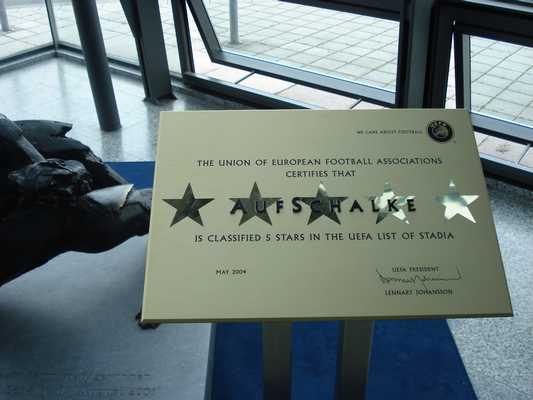 WE CARE ABOUT FOOTBALL
UEFA
THE UNION OF EUROPEAN FOOTBALL ASSOCIATIONS
CERTIFIES THAT
AUFSCHALKE
IS CLASSIFIED 5 STARS IN THE UEFA LIST OF STADIA
MAY 2004
UEFA PRESIDENT
LENNART JOHANSSON